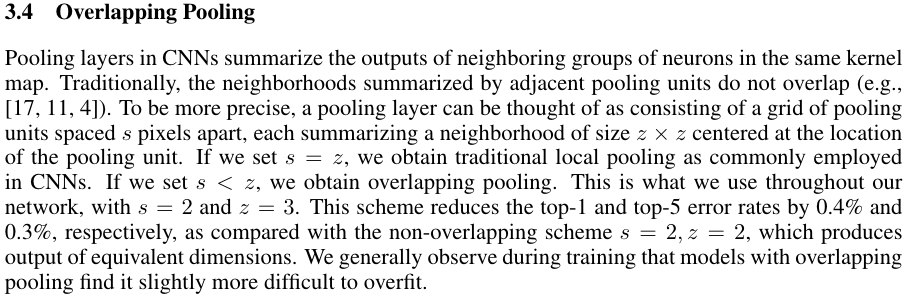 3.4 Overlapping Pooling
Pooling layers in CNNs summarize the outputs of neighboring groups of neurons in the same kernel
map. Traditionally, the neighborhoods summarized by adjacent pooling units do not overlap (e.g.,
[17, 11, 4]). To be more precise, a pooling layer can be thought of as consisting of a grid of pooling
units spaced s pixels apart, each summarizing a neighborhood of size z × z centered at the location
of the pooling unit. If we set s = z, we obtain traditional local pooling as commonly employed
in CNNs. If we set s < z, we obtain overlapping pooling. This is what we use throughout our
network, with s = 2 and z = 3. This scheme reduces the top-1 and top-5 error rates by 0.4% and
0.3%, respectively, as compared with the non-overlapping scheme s = 2, z = 2, which produces
output of equivalent dimensions. We generally observe during training that models with overlapping
pooling find it slightly more difficult to overfit.